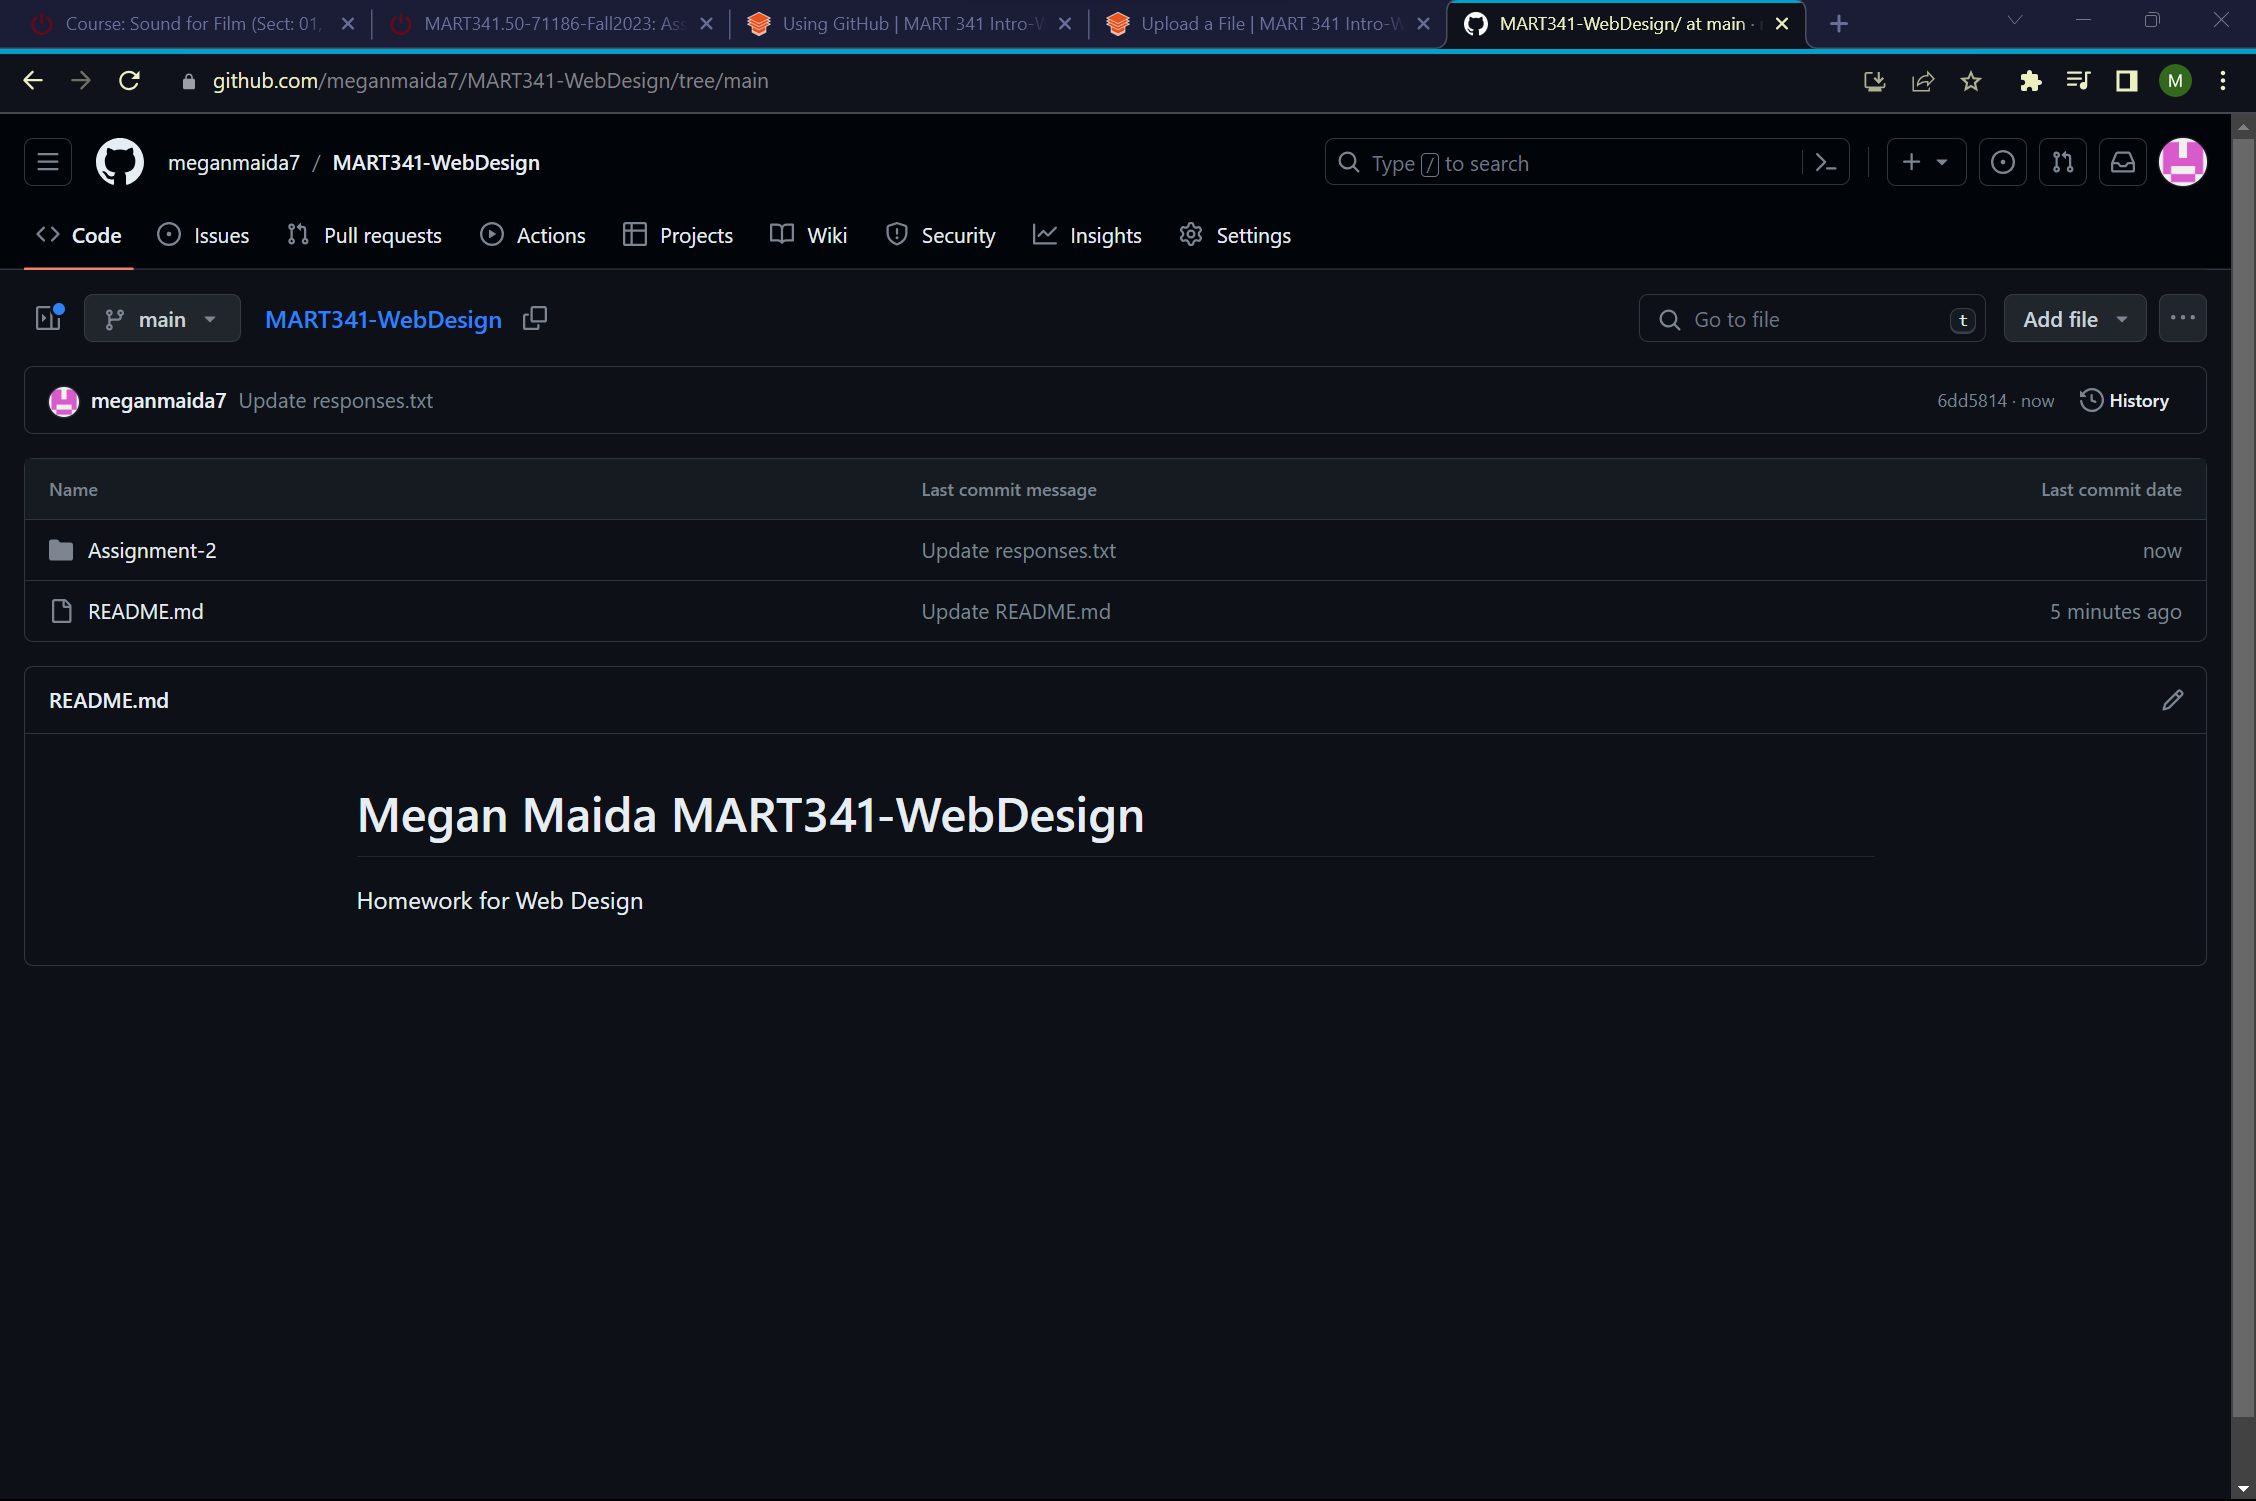 Course: Sound for Film (Sect: 01,
MART341.50-71186-Fall2023: Ass
Using GitHub | MART 341 Intro-W
Upload a File | MART 341 Intro-W
MART341-WebDesign/ at main ·
github.com/meganmaida7/MART341-WebDesign/tree/main
M
meganmaida7 / MART341-WebDesign
Type / to search
Code Issues Pull requests Actions Projects Wiki Security Insights Settings
main MART341-WebDesign
Go to file t
Add file
meganmaida7 Update responses.txt 6dd5814 · now History
Name Last commit message Last commit date
Assignment-2 Update responses.txt now
README.md Update README.md 5 minutes ago
README.md
Megan Maida MART341-WebDesign
Homework for Web Design